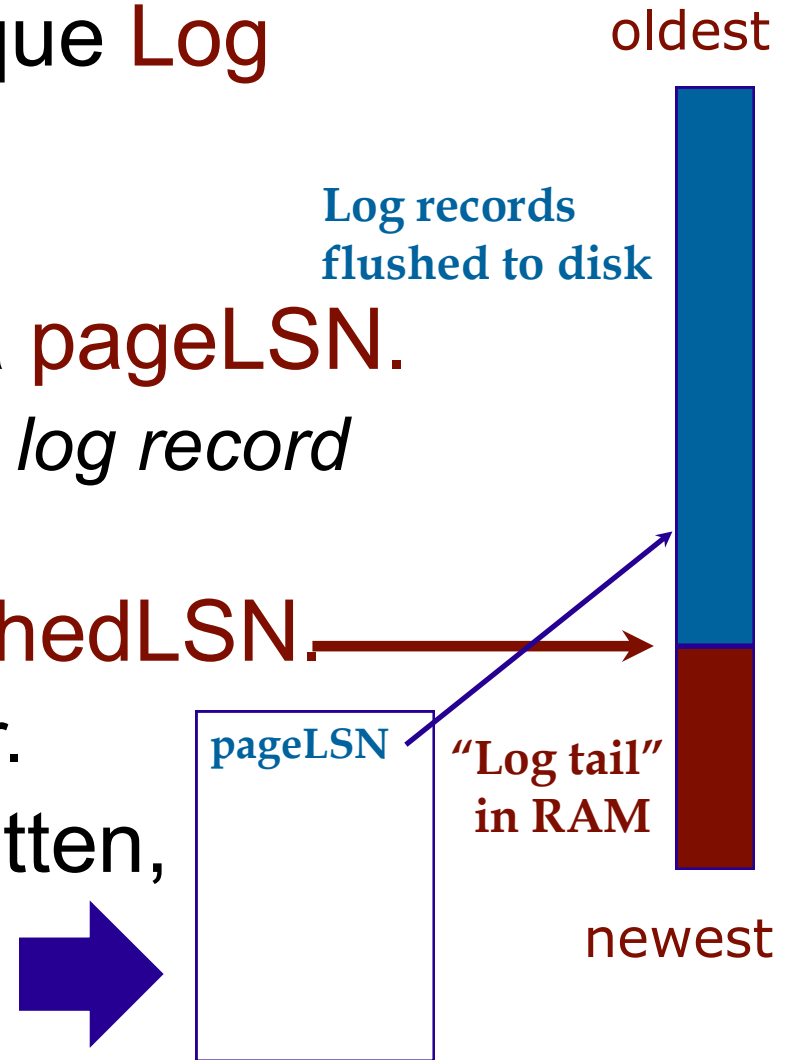 que Log
oldest
Log records
flushed to disk
pageLSN.
log record
hedLSN.
r.
pageLSN
“Log tail”
in RAM
tten,
newest